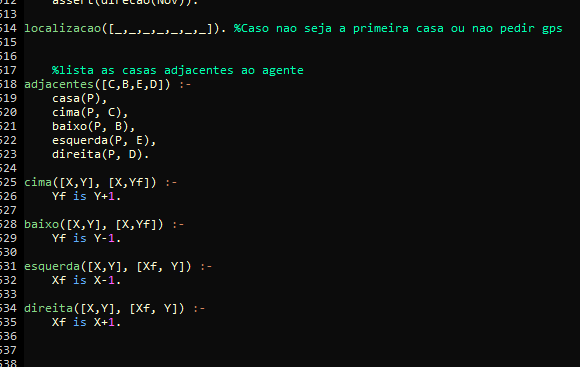 512     assert(direcao(Nov)).
513
514 localizacao([_,_,_,_,_,_,_]). %Caso nao seja a primeira casa ou nao pedir gps
515
516
517     %lista as casas adjacentes ao agente
518 adjacentes([C,B,E,D]) :-
519     casa(P),
520     cima(P, C),
521     baixo(P, B),
522     esquerda(P, E),
523     direita(P, D).
524
525 cima([X,Y], [X,Yf]) :-
526     Yf is Y+1.
527
528 baixo([X,Y], [X,Yf]) :-
529     Yf is Y-1.
530
531 esquerda([X,Y], [Xf, Y]) :-
532     Xf is X-1.
533
534 direita([X,Y], [Xf, Y]) :-
535     Xf is X+1.
536
537
538